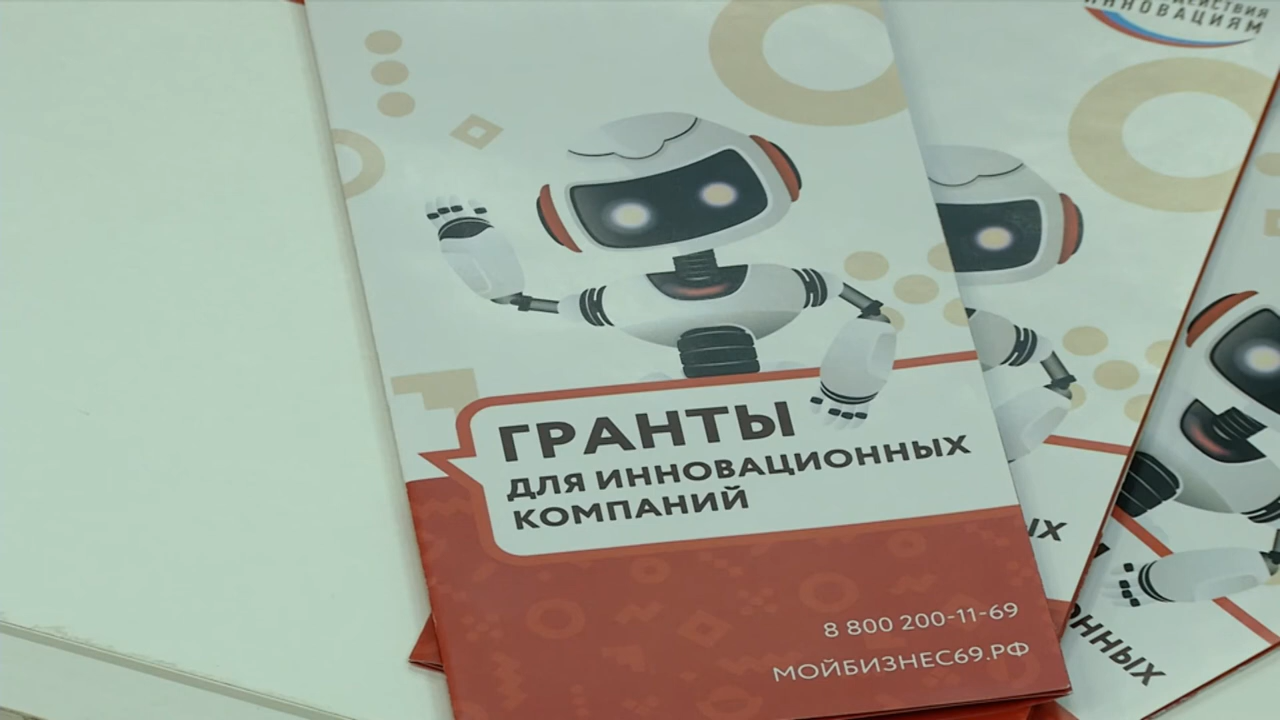 ГРАНТЫ
ДЛЯ ИННОВАЦИОННЫХ
КОМПАНИЙ
8 800 200-11-69
МОЙБИЗНЕС69.РФ
ИННОВАЦИЯМ